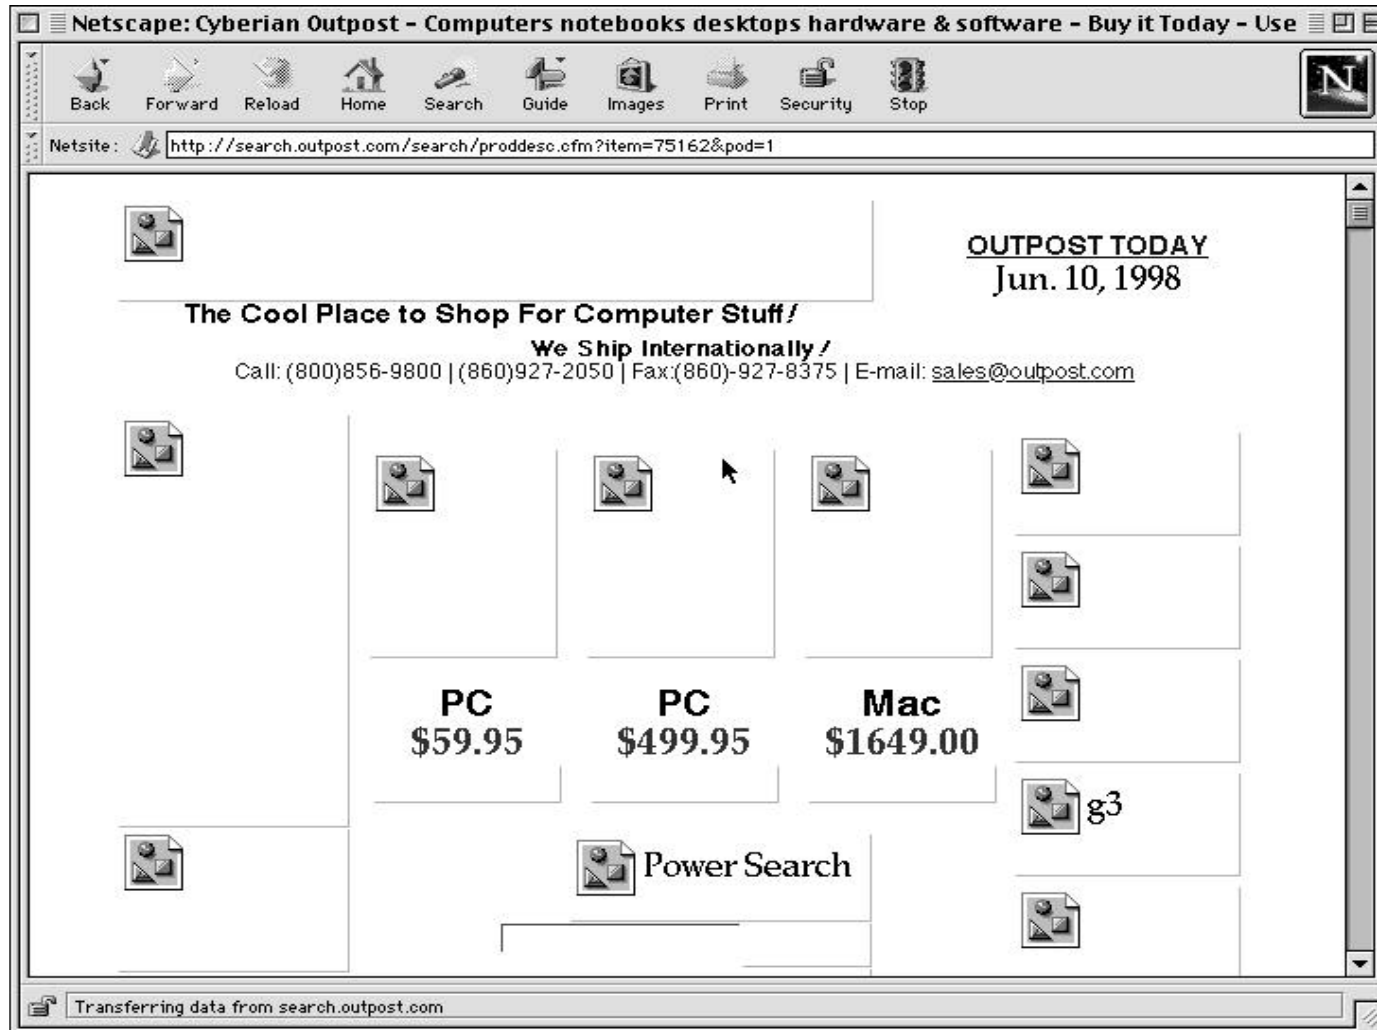 Netscape: Cyberian Outpost - Computers notebooks desktops hardware & software - Buy it Today - Use
Back Forward Reload Home Search Guide Images Print Security Stop
N
Netsite: http://search.outpost.com/search/proddesc.cfm?item=75162&pod=1
OUTPOST TODAY
Jun. 10, 1998
The Cool Place to Shop For Computer Stuff!
We Ship Internationally!
Call: (800)856-9800 | (860)927-2050 | Fax:(860)-927-8375 | E-mail: sales@outpost.com
PC PC Mac
$59.95 $499.95 $1649.00
g3
Power Search
Transferring data from search.outpost.com